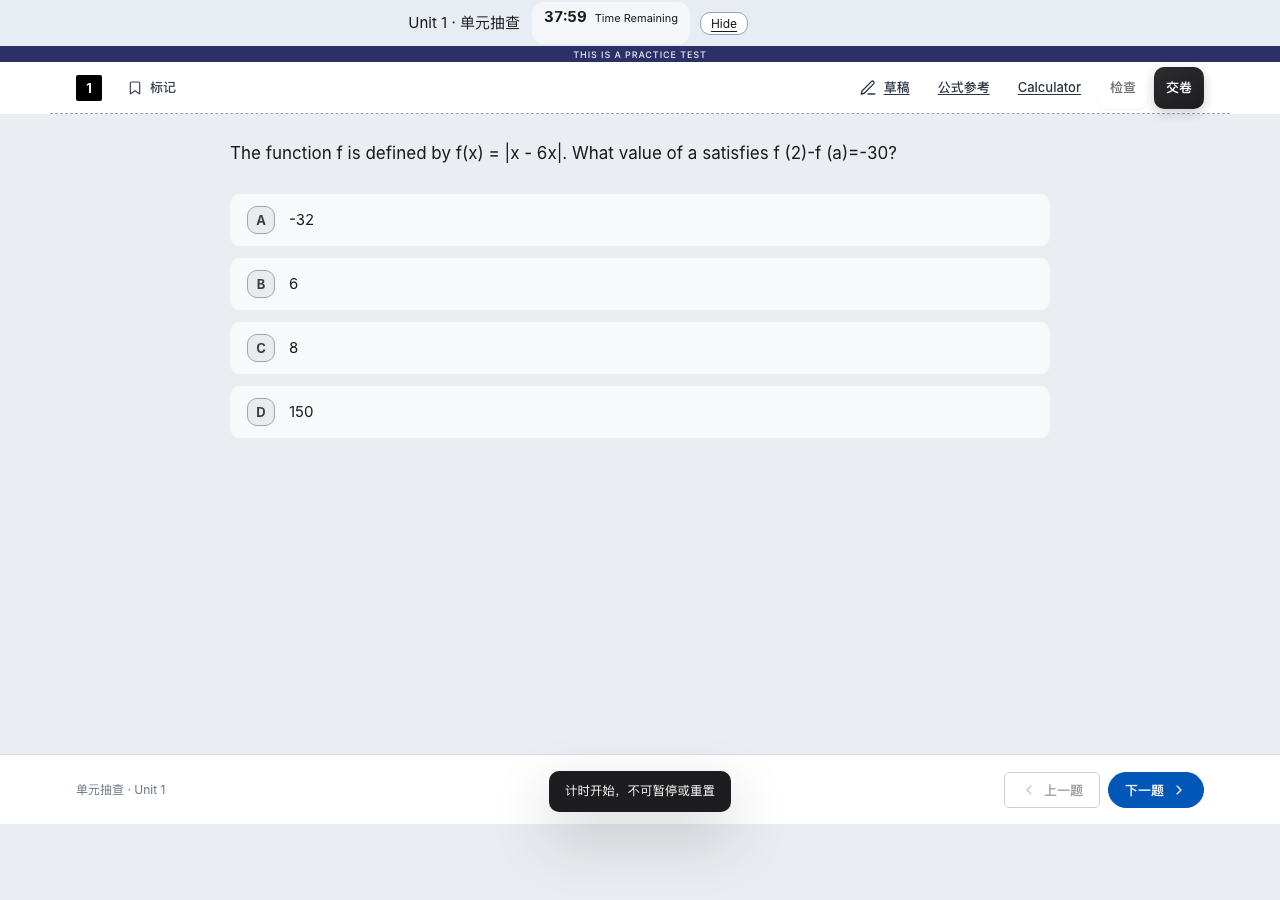 Unit 1 · 单元抽查 37:59 Time Remaining Hide
THIS IS A PRACTICE TEST
1 标记 草稿 公式参考 Calculator 检查 交卷
The function f is defined by f(x) = |x - 6x|. What value of a satisfies f (2)-f (a)=-30?
A -32
B 6
C 8
D 150
单元抽查 · Unit 1 计时开始，不可暂停或重置 上一题 下一题